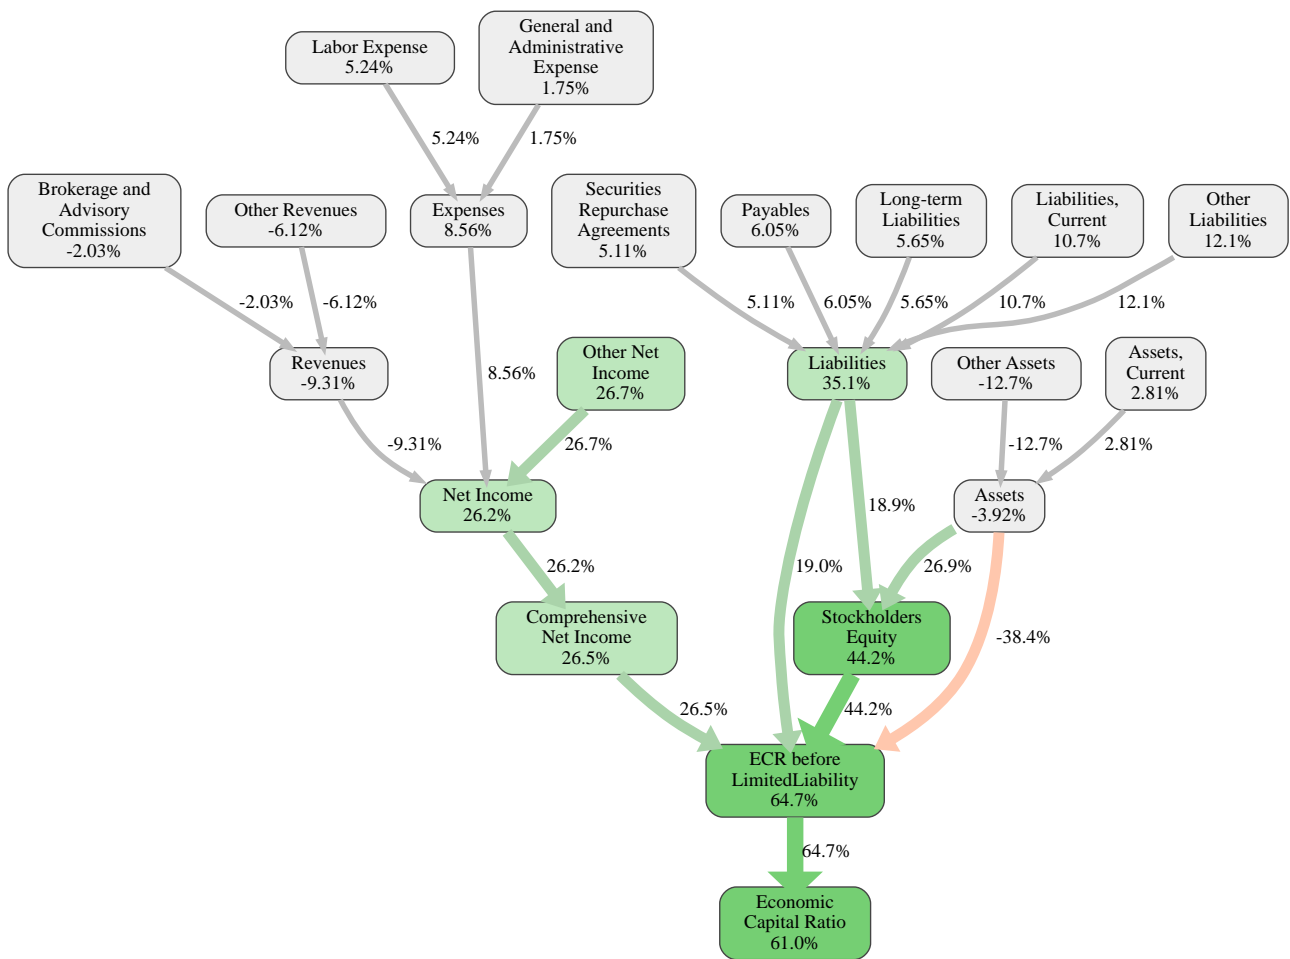 Labor Expense
5.24%
General and
Administrative
Expense
1.75%
5.24%
1.75%
Brokerage and
Advisory
Commissions
-2.03%
Other Revenues
-6.12%
Expenses
8.56%
Securities
Repurchase
Agreements
5.11%
Payables
6.05%
Long-term
Liabilities
5.65%
Liabilities,
Current
10.7%
Other
Liabilities
12.1%
-2.03%
-6.12%
5.11%
6.05%
5.65%
10.7%
12.1%
Revenues
-9.31%
8.56%
Other Net
Income
26.7%
Liabilities
35.1%
Other Assets
-12.7%
Assets,
Current
2.81%
-9.31%
26.7%
-12.7%
2.81%
Net Income
26.2%
18.9%
Assets
-3.92%
26.2%
19.0%
26.9%
Comprehensive
Net Income
26.5%
Stockholders
Equity
44.2%
-38.4%
26.5%
44.2%
ECR before
LimitedLiability
64.7%
64.7%
Economic
Capital Ratio
61.0%